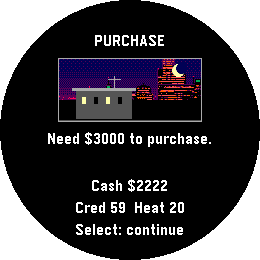 PURCHASE
Need $3000 to purchase.
Cash $2222
Cred 59 Heat 20
Select: continue